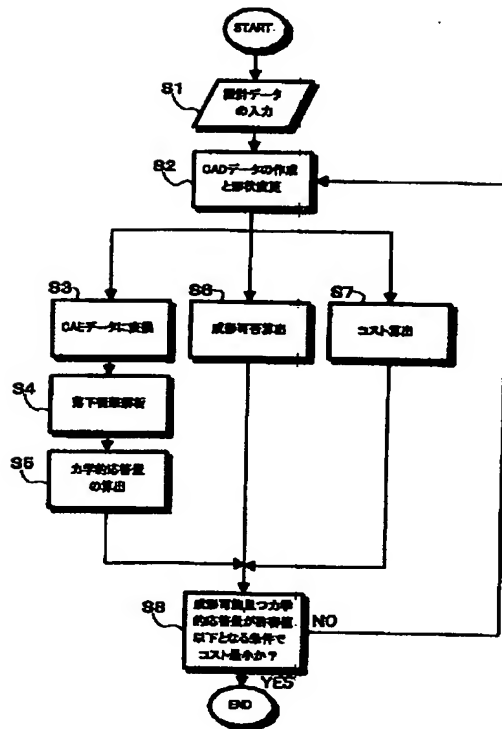 START
S1
設計データ
の入力
S2
CADデータの作成
と形状変更
S3
CAEデータに変換
S6
成形可否算出
S7
コスト算出
S4
落下衝撃解析
S5
力学的応答量
の算出
S8
成形可能且つ力学
的応答量が許容値
以下となる条件で
コスト最小か?
NO
YES
END